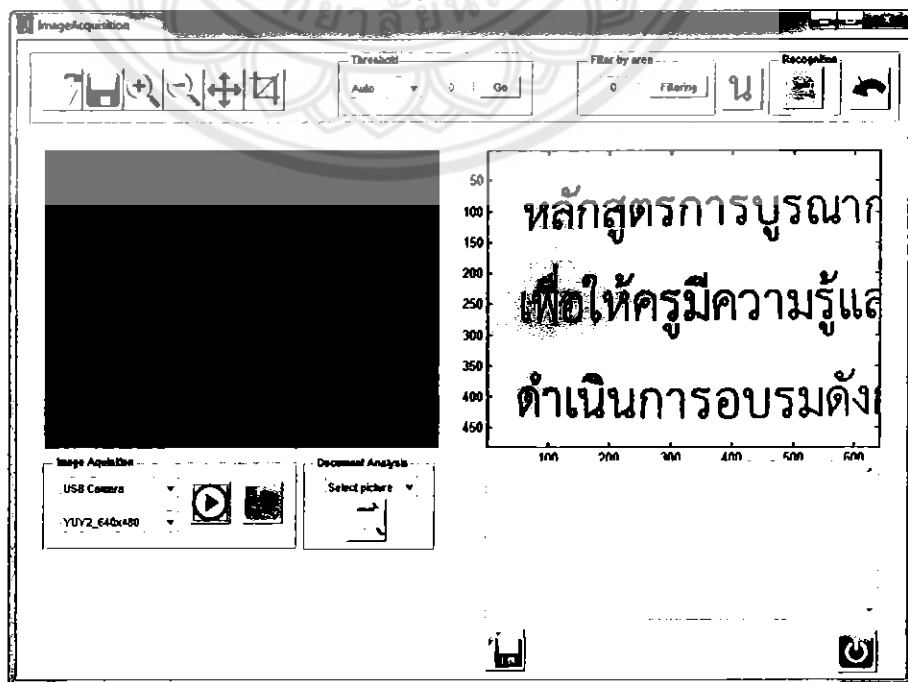 ImageAcquisition
Threshold
Auto 0 Go
Filter by area
0 Filtering
น
Recognition
50
100
150
200
250
300
350
400
450
หลักสูตรการบูรณาก
เพื่อให้ครูมีความรู้แล
ดำเนินการอบรมดัง
100 200 300 400 500 600
Image Aquisition
USB Camera
YUY2_640x480
Document Analysis
Select picture